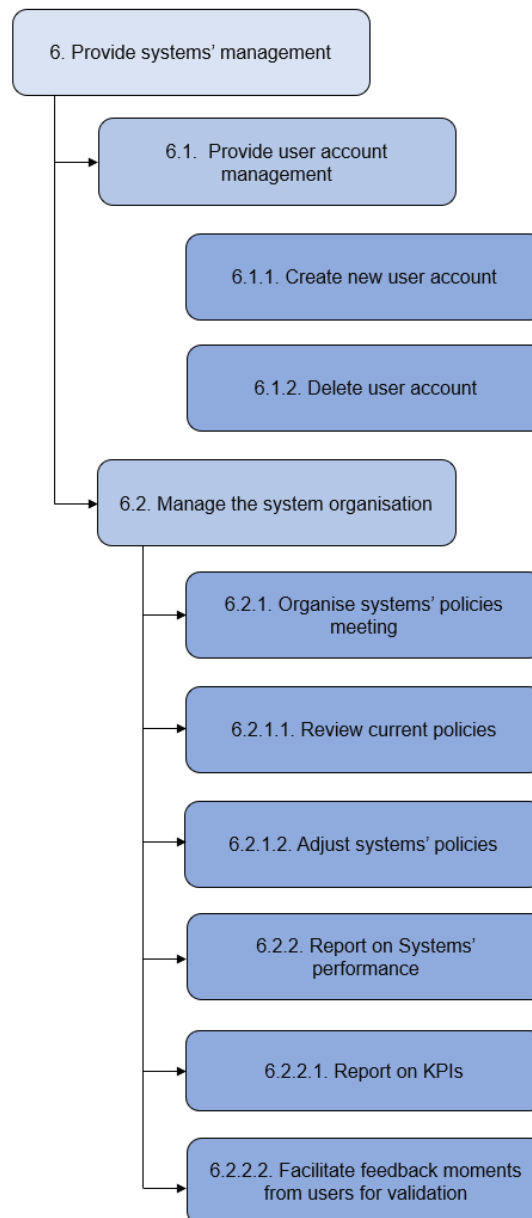 6. Provide systems’ management
6.1.  Provide user account
management
6.1.1. Create new user account
6.1.2. Delete user account
6.2. Manage the system organisation
6.2.1. Organise systems’ policies
meeting
6.2.1.1. Review current policies
6.2.1.2. Adjust systems’ policies
6.2.2. Report on Systems’
performance
6.2.2.1. Report on KPIs
6.2.2.2. Facilitate feedback moments
from users for validation